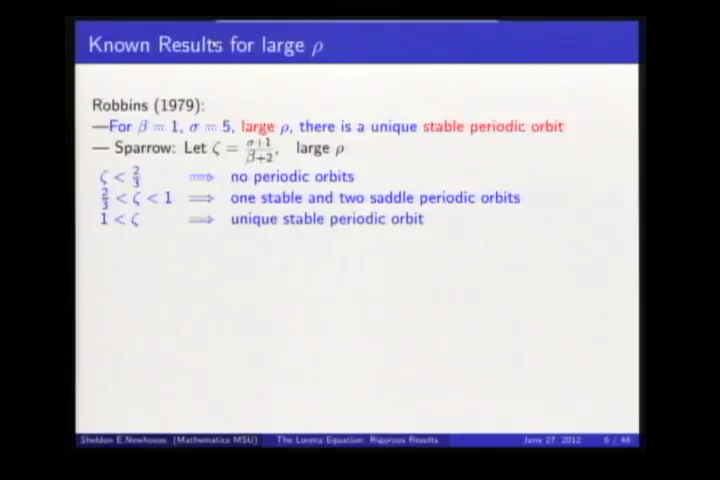 Known Results for large ρ
Robbins (1979):
—For β = 1, σ = 5, large ρ, there is a unique stable periodic orbit
— Sparrow: Let ζ = σ+1/β+2, large ρ
ζ < 2/3 ⟹ no periodic orbits
2/3 < ζ < 1 ⟹ one stable and two saddle periodic orbits
1 < ζ ⟹ unique stable periodic orbit
Sheldon E.Newhouse (Mathematics MSU) The Lorenz Equation: Rigorous Results June 27, 2012 6 / 46